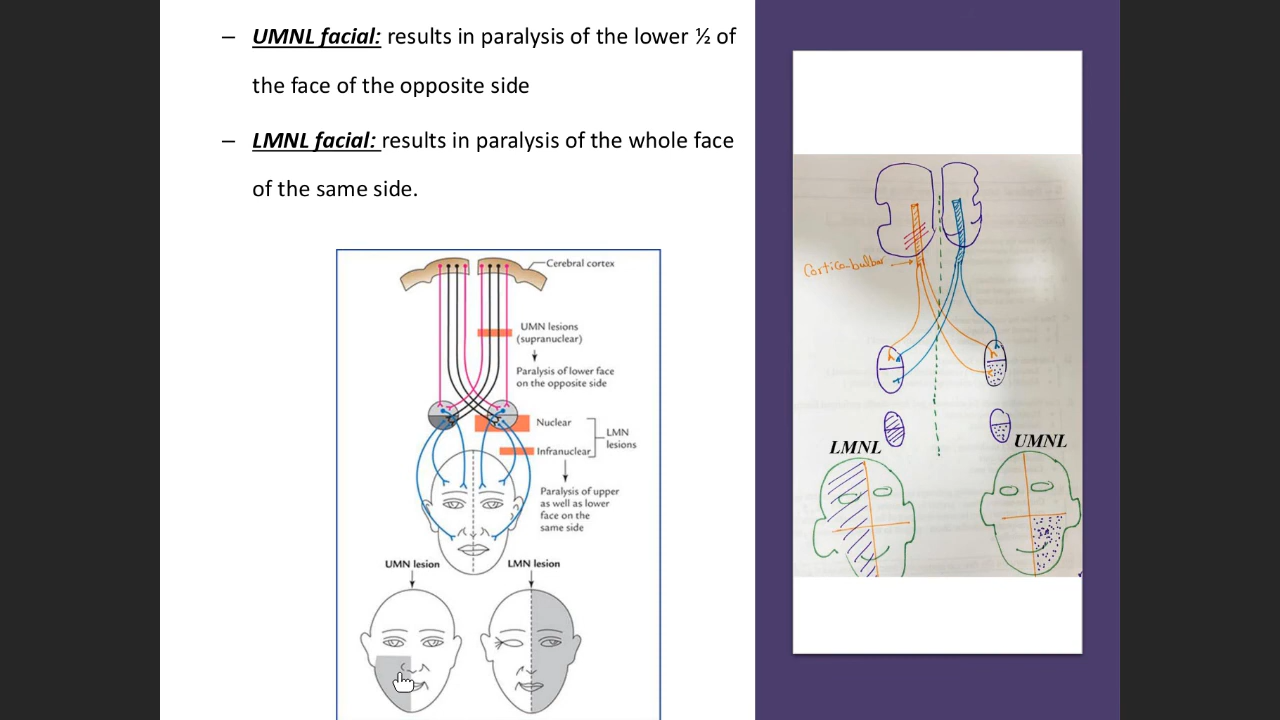 – UMNL facial: results in paralysis of the lower ½ of
the face of the opposite side
– LMNL facial: results in paralysis of the whole face
of the same side.
Cerebral cortex
UMN lesions
(supranuclear)
Paralysis of lower face
on the opposite side
Nuclear
LMN
lesions
Infranuclear
Paralysis of upper
as well as lower
face on the
same side
UMN lesion
LMN lesion
Cortico-bulbar
LMNL
UMNL